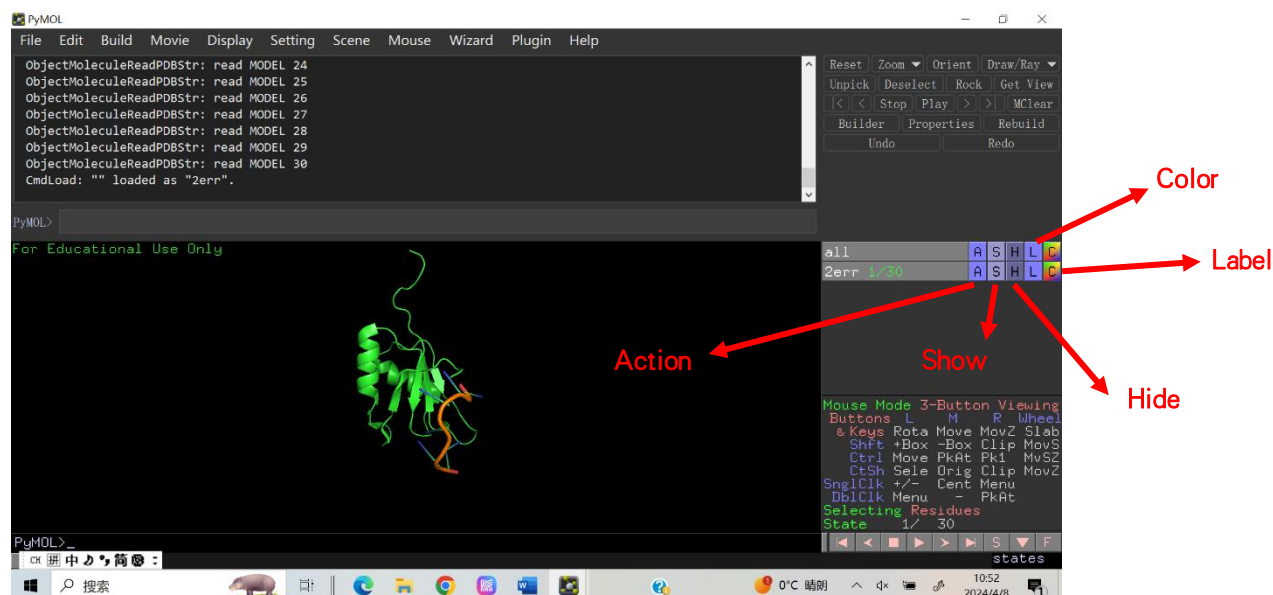 PyMOL
File Edit Build Movie Display Setting Scene Mouse Wizard Plugin Help
ObjectMoleculeReadPDBStr: read MODEL 24
ObjectMoleculeReadPDBStr: read MODEL 25
ObjectMoleculeReadPDBStr: read MODEL 26
ObjectMoleculeReadPDBStr: read MODEL 27
ObjectMoleculeReadPDBStr: read MODEL 28
ObjectMoleculeReadPDBStr: read MODEL 29
ObjectMoleculeReadPDBStr: read MODEL 30
CmdLoad: "" loaded as "2err".
Reset Zoom Orient Draw/Ray
Unpick Deselect Rock Get View
|< < Stop Play > >| MClear
Builder Properties Rebuild
Undo Redo
PyMOL>
For Educational Use Only
all A S H L C
2err 1/30 A S H L C
Color
Label
Action
Show
Hide
Mouse Mode 3-Button Viewing
Buttons L M R Wheel
& Keys Rota Move MovZ Slab
Shft +Box -Box Clip MovS
Ctrl Move PkAt Pk1 MvSZ
CtSh Sele Orig Clip MovZ
SnglClk +/- Cent Menu
DblClk Menu - PkAt
Selecting Residues
State 1/ 30
S F
PyMOL>_
states
CH 拼 中 简
搜索
0°C 晴朗
10:52
2024/4/8